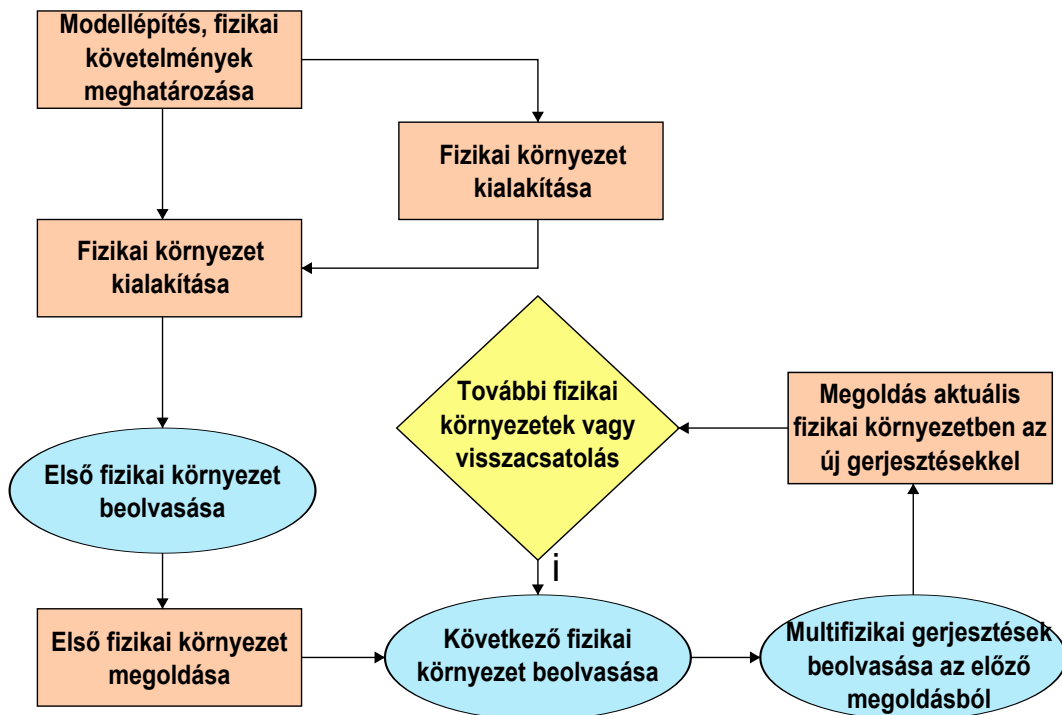 Modellépítés, fizikai
követelmények
meghatározása
Fizikai környezet
kialakítása
Fizikai környezet
kialakítása
További fizikai
környezetek vagy
visszacsatolás
Megoldás aktuális
fizikai környezetben az
új gerjesztésekkel
Első fizikai környezet
beolvasása
i
Első fizikai környezet
megoldása
Következő fizikai
környezet beolvasása
Multifizikai gerjesztések
beolvasása az előző
megoldásból